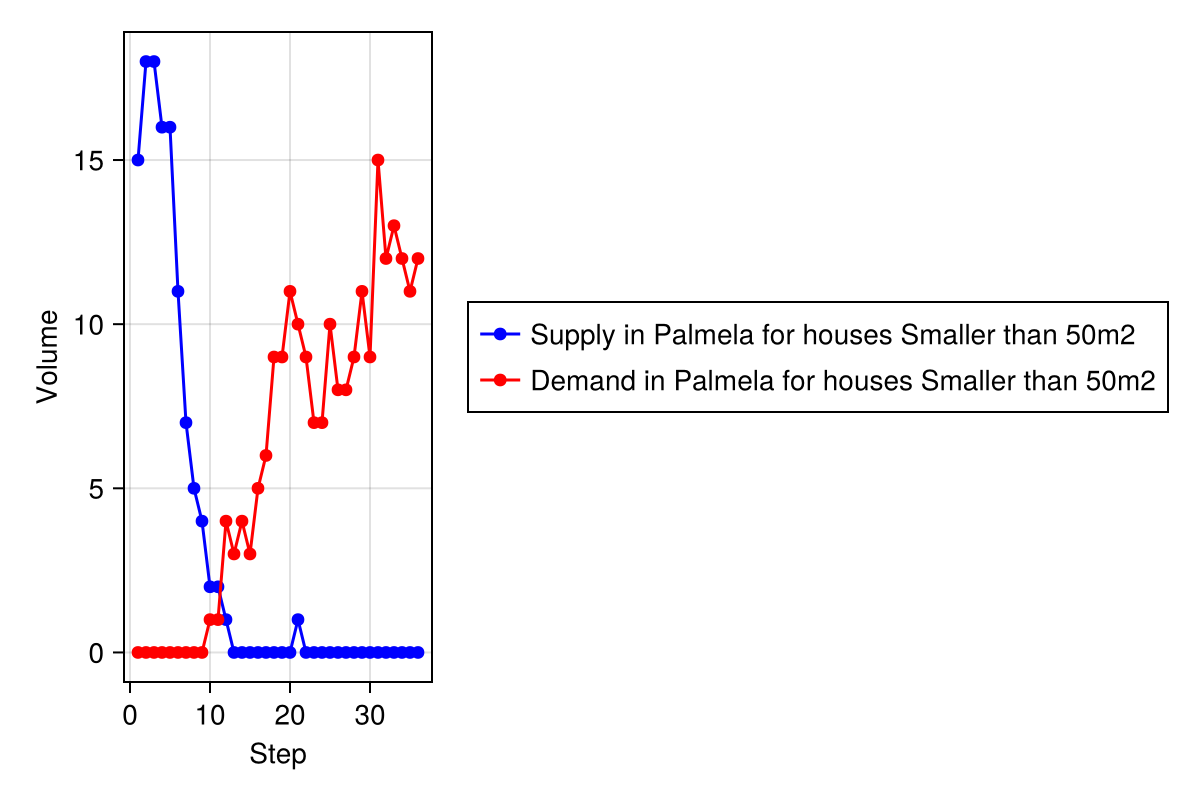 Volume
15
10
5
0
0 10 20 30
Step
Supply in Palmela for houses Smaller than 50m2
Demand in Palmela for houses Smaller than 50m2